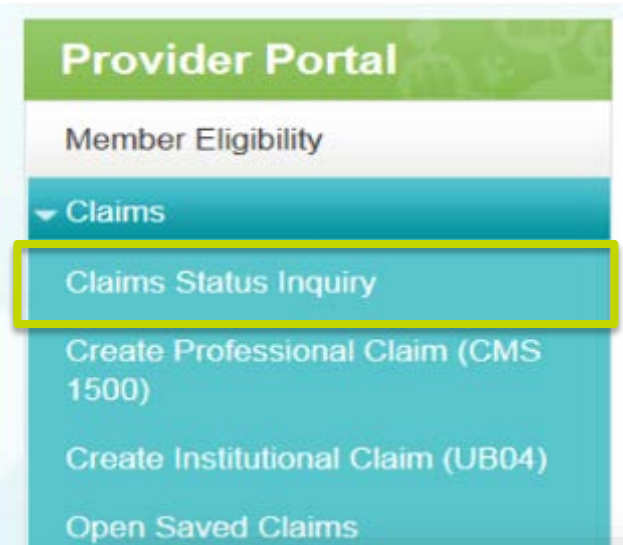 Provider Portal
Member Eligibility
Claims
Claims Status Inquiry
Create Professional Claim (CMS
1500)
Create Institutional Claim (UB04)
Open Saved Claims